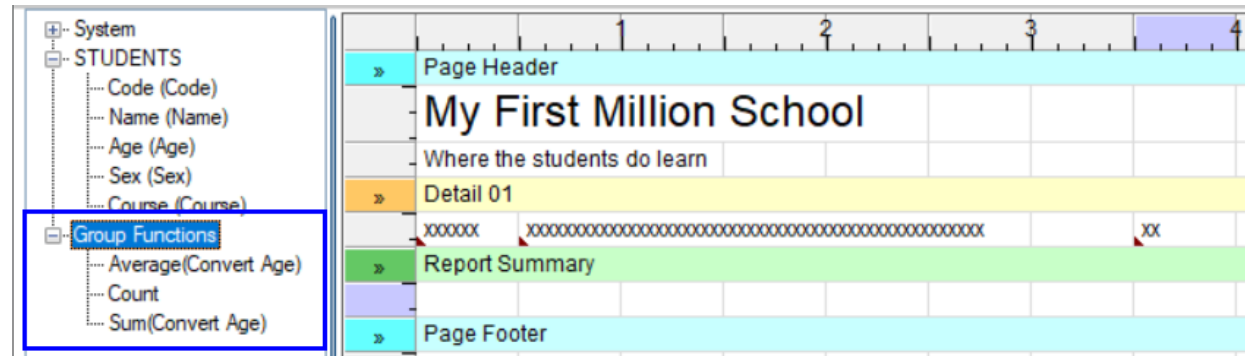 System
STUDENTS
Code (Code)
Name (Name)
Age (Age)
Sex (Sex)
Course (Course)
Group Functions
Average(Convert Age)
Count
Sum(Convert Age)
1 2 3 4
» Page Header
My First Million School
Where the students do learn
» Detail 01
xxxxxx xxxxxxxxxxxxxxxxxxxxxxxxxxxxxxxxxxxxxxxxxxxxxxxxxx xx
» Report Summary
» Page Footer